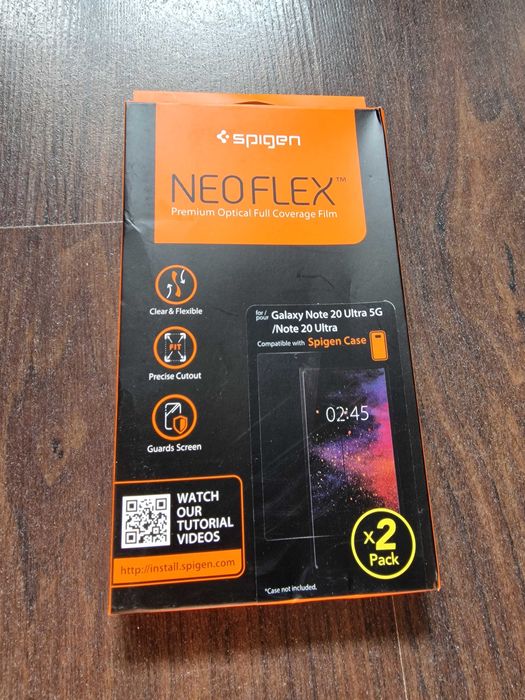 spigen
NEOFLEX™
Premium Optical Full Coverage Film
Clear & Flexible
FIT
Precise Cutout
Guards Screen
for / pour Galaxy Note 20 Ultra 5G
/Note 20 Ultra
Compatible with Spigen Case
02:45
x2
Pack
WATCH
OUR
TUTORIAL
VIDEOS
http://install.spigen.com
*Case not included.